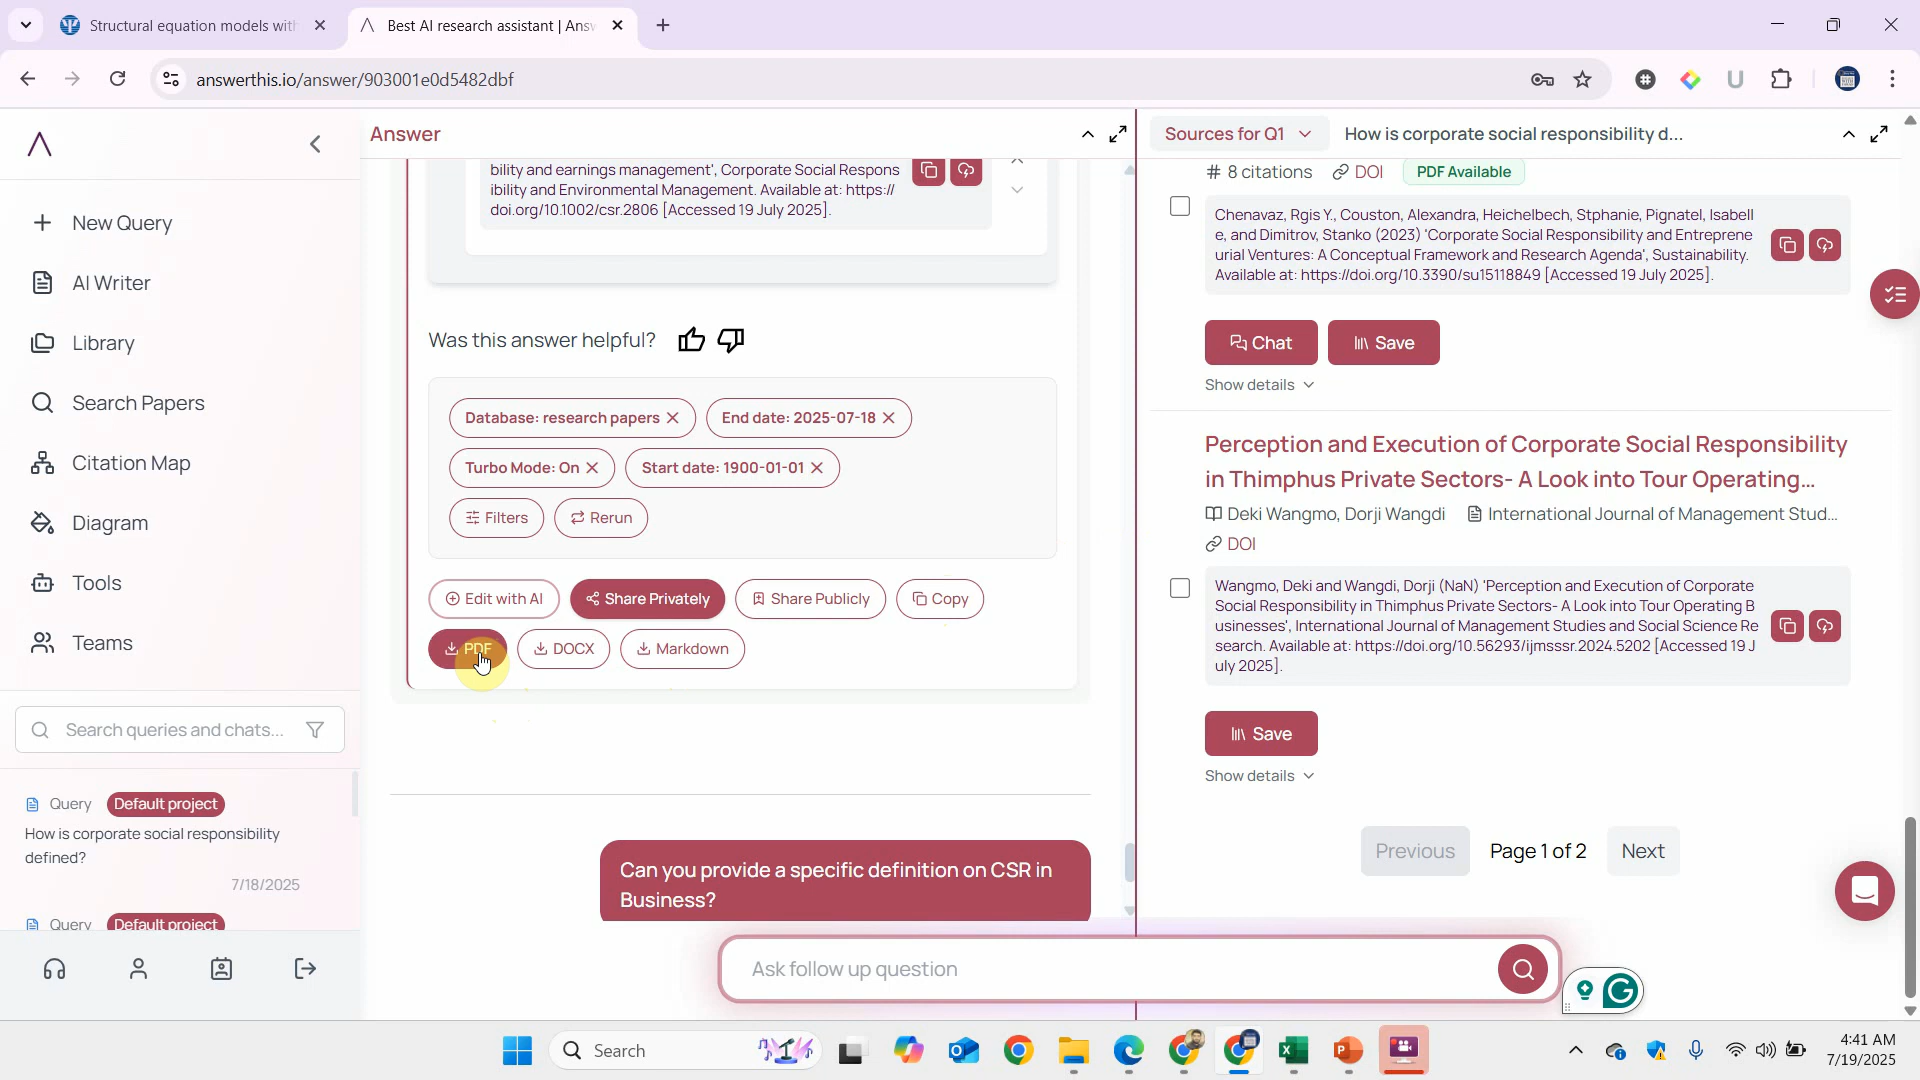 Structural equation models with
Best AI research assistant | Answ
answerthis.io/answer/903001e0d5482dbf
New Query
AI Writer
Library
Search Papers
Citation Map
Diagram
Tools
Teams
Search queries and chats...
Query Default project
How is corporate social responsibility
defined?
7/18/2025
Query Default project
Answer
bility and earnings management', Corporate Social Respons
ibility and Environmental Management. Available at: https://
doi.org/10.1002/csr.2806 [Accessed 19 July 2025].
Was this answer helpful?
Database: research papers
End date: 2025-07-18
Turbo Mode: On
Start date: 1900-01-01
Filters
Rerun
Edit with AI
Share Privately
Share Publicly
Copy
PDF
DOCX
Markdown
Can you provide a specific definition on CSR in
Business?
Ask follow up question
Sources for Q1
How is corporate social responsibility d...
# 8 citations DOI PDF Available
Chenavaz, Rgis Y., Couston, Alexandra, Heichelbech, Stphanie, Pignatel, Isabell
e, and Dimitrov, Stanko (2023) 'Corporate Social Responsibility and Entreprene
urial Ventures: A Conceptual Framework and Research Agenda', Sustainability.
Available at: https://doi.org/10.3390/su15118849 [Accessed 19 July 2025].
Chat
Save
Show details
Perception and Execution of Corporate Social Responsibility
in Thimphus Private Sectors- A Look into Tour Operating...
Deki Wangmo, Dorji Wangdi International Journal of Management Stud...
DOI
Wangmo, Deki and Wangdi, Dorji (NaN) 'Perception and Execution of Corporate
Social Responsibility in Thimphus Private Sectors- A Look into Tour Operating B
usinesses', International Journal of Management Studies and Social Science Re
search. Available at: https://doi.org/10.56293/ijmsssr.2024.5202 [Accessed 19 J
uly 2025].
Save
Show details
Previous
Page 1 of 2
Next
Search
4:41 AM
7/19/2025